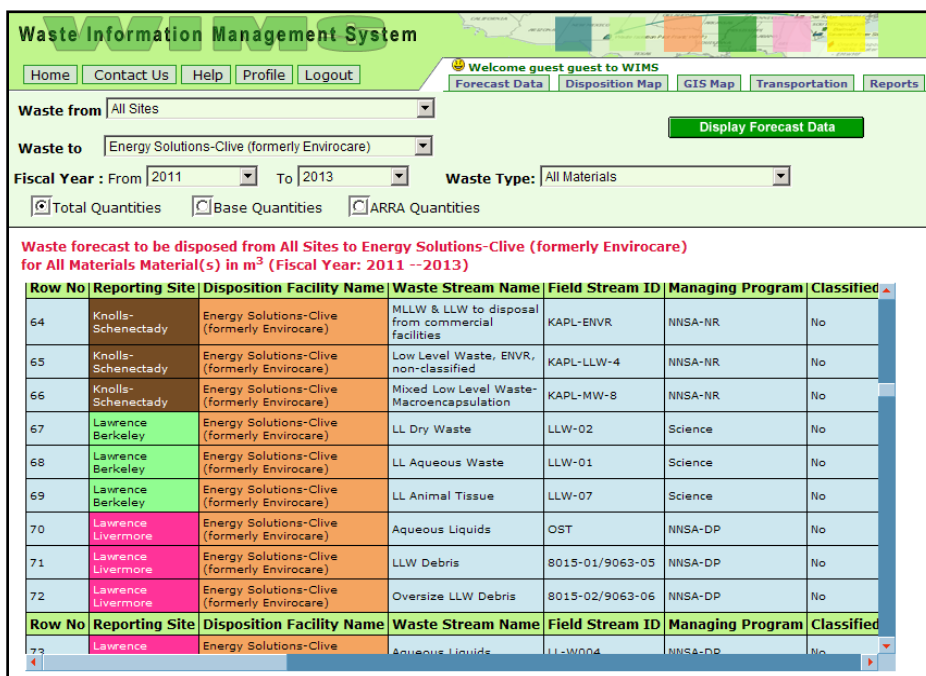 Waste Information Management System
Home Contact Us Help Profile Logout
Welcome guest guest to WIMS
Forecast Data Disposition Map GIS Map Transportation Reports
Waste from All Sites
Display Forecast Data
Waste to Energy Solutions-Clive (formerly Envirocare)
Fiscal Year : From 2011 To 2013 Waste Type: All Materials
Total Quantities Base Quantities ARRA Quantities
Waste forecast to be disposed from All Sites to Energy Solutions-Clive (formerly Envirocare)
for All Materials Material(s) in m³ (Fiscal Year: 2011 --2013)
Row No Reporting Site Disposition Facility Name Waste Stream Name Field Stream ID Managing Program Classified
64 Knolls-Schenectady Energy Solutions-Clive (formerly Envirocare) MLLW & LLW to disposal from commercial facilities KAPL-ENVR NNSA-NR No
65 Knolls-Schenectady Energy Solutions-Clive (formerly Envirocare) Low Level Waste, ENVR, non-classified KAPL-LLW-4 NNSA-NR No
66 Knolls-Schenectady Energy Solutions-Clive (formerly Envirocare) Mixed Low Level Waste-Macroencapsulation KAPL-MW-8 NNSA-NR No
67 Lawrence Berkeley Energy Solutions-Clive (formerly Envirocare) LL Dry Waste LLW-02 Science No
68 Lawrence Berkeley Energy Solutions-Clive (formerly Envirocare) LL Aqueous Waste LLW-01 Science No
69 Lawrence Berkeley Energy Solutions-Clive (formerly Envirocare) LL Animal Tissue LLW-07 Science No
70 Lawrence Livermore Energy Solutions-Clive (formerly Envirocare) Aqueous Liquids OST NNSA-DP No
71 Lawrence Livermore Energy Solutions-Clive (formerly Envirocare) LLW Debris 8015-01/9063-05 NNSA-DP No
72 Lawrence Livermore Energy Solutions-Clive (formerly Envirocare) Oversize LLW Debris 8015-02/9063-06 NNSA-DP No
Row No Reporting Site Disposition Facility Name Waste Stream Name Field Stream ID Managing Program Classified
73 Lawrence Energy Solutions-Clive Aqueous Liquids LL-W004 NNSA-DP No